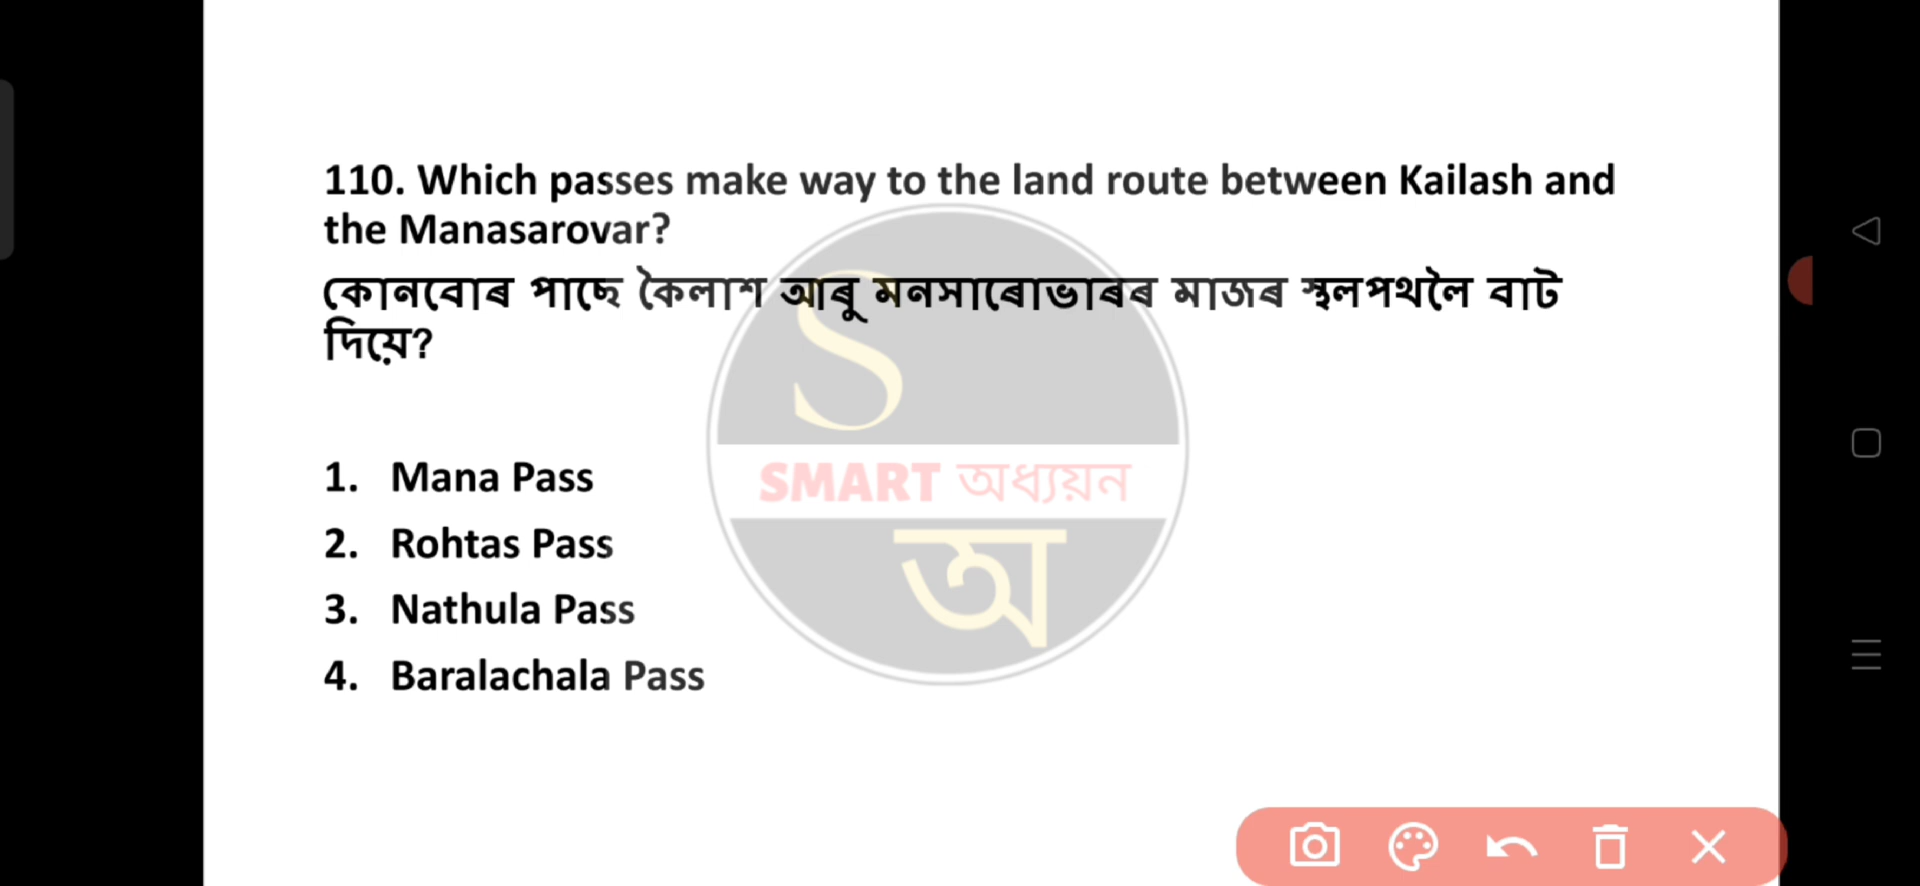 110. Which passes make way to the land route between Kailash and
the Manasarovar?
কোনবোৰ পাছে কৈলাশ আৰু মনসাৰোভাৰৰ মাজৰ স্থলপথলৈ বাট
দিয়ে?
1. Mana Pass
2. Rohtas Pass
3. Nathula Pass
4. Baralachala Pass
S
SMART অধ্যয়ন
অ